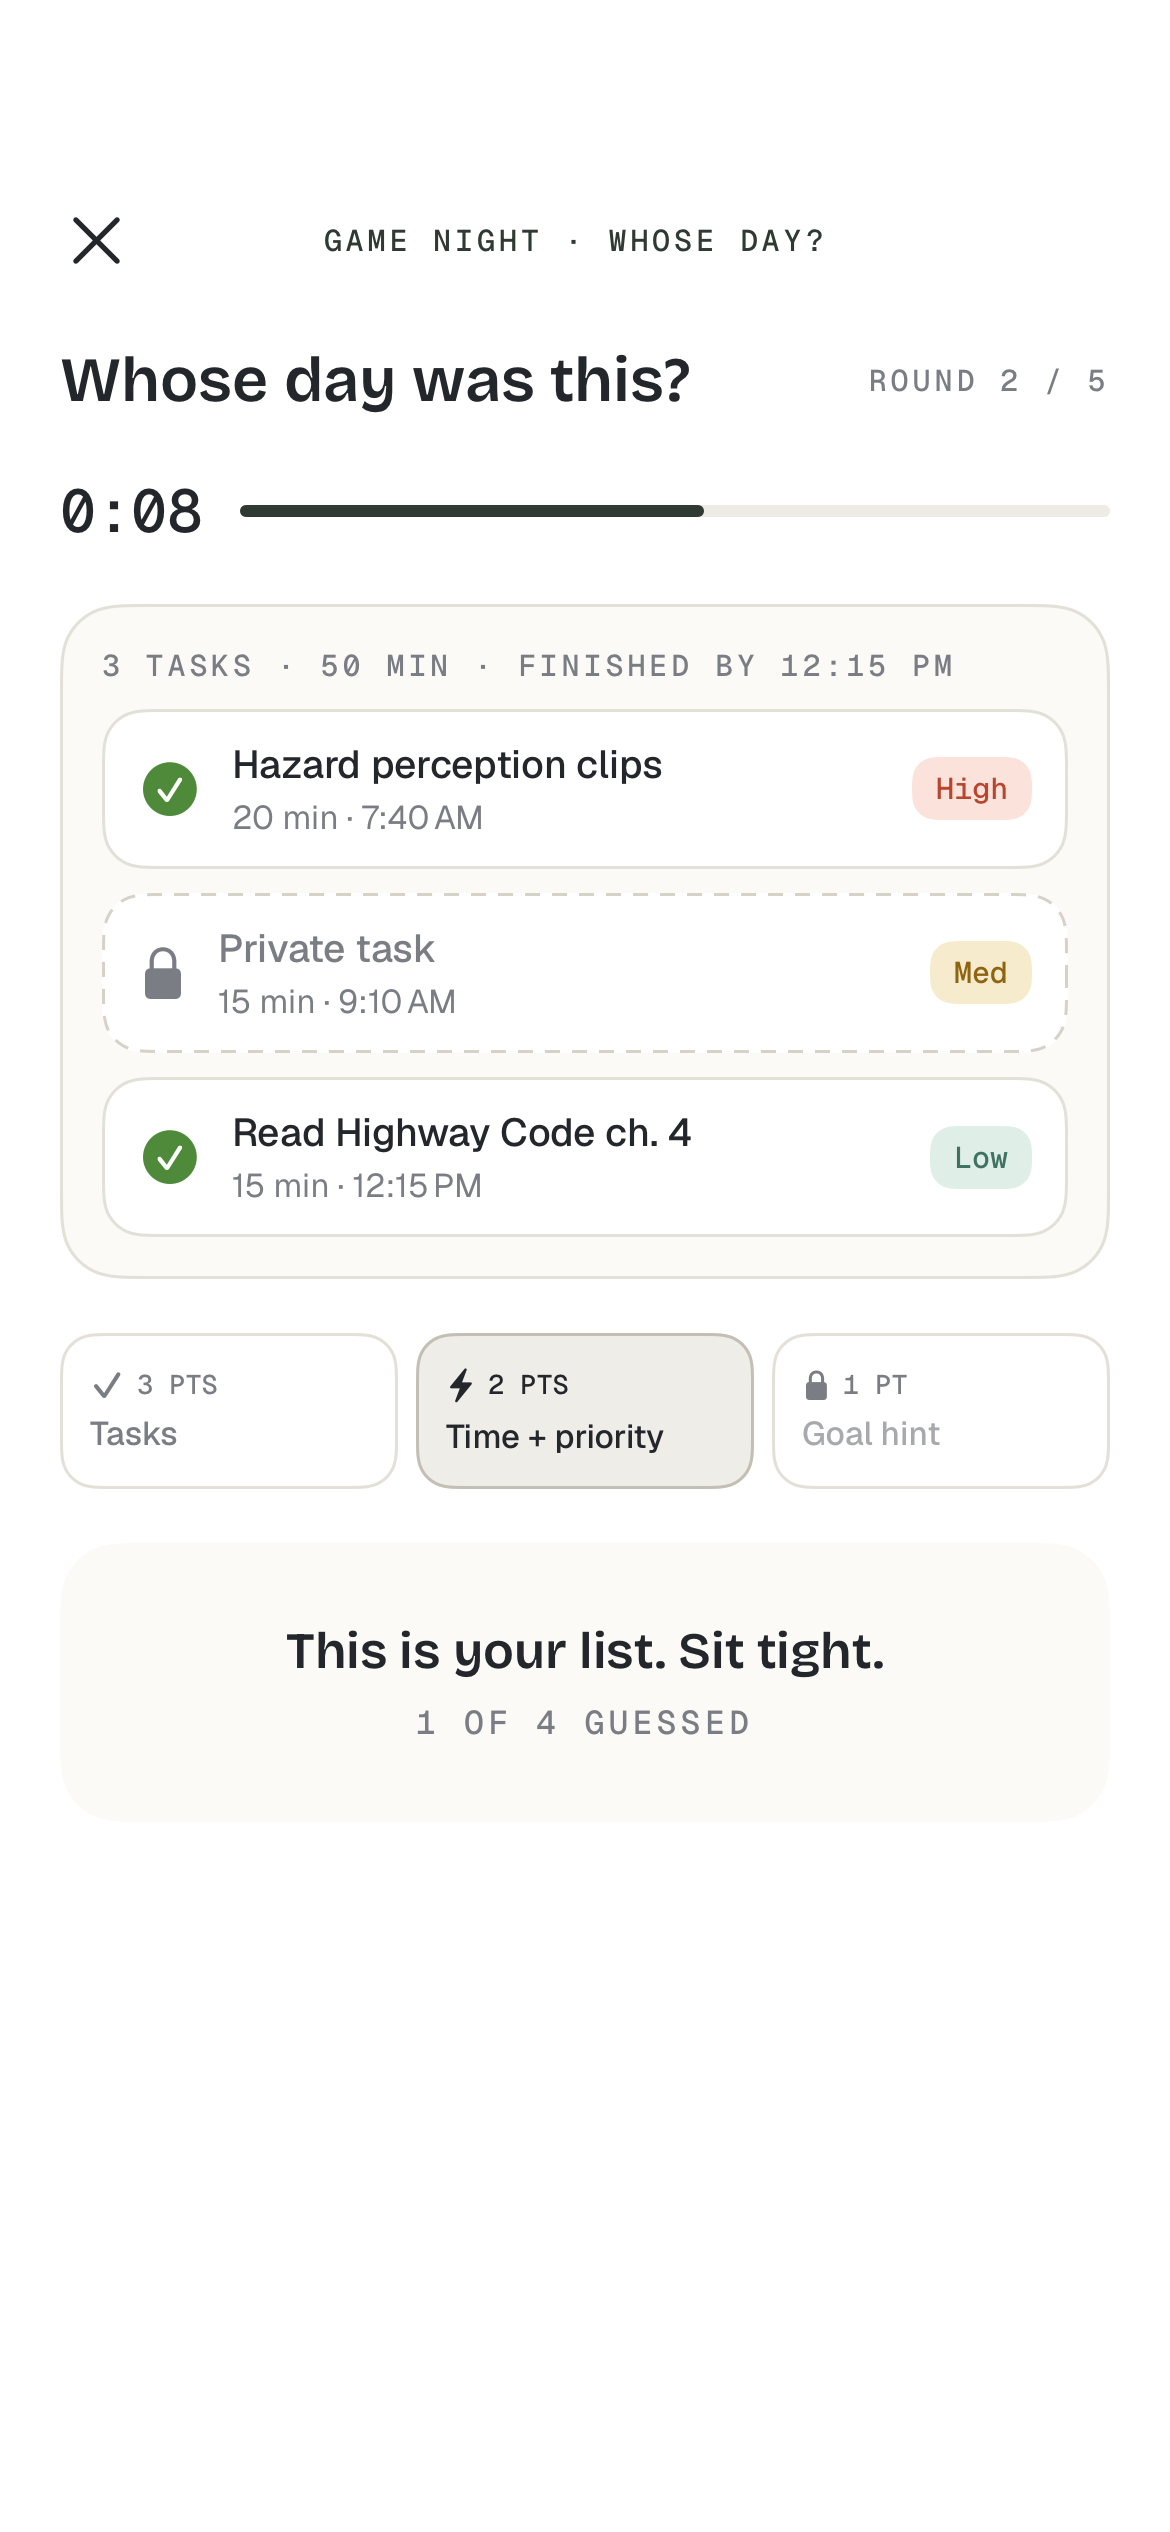 GAME NIGHT · WHOSE DAY?
Whose day was this?
ROUND 2 / 5
0:08
3 TASKS · 50 MIN · FINISHED BY 12:15 PM
Hazard perception clips
20 min · 7:40 AM
High
Private task
15 min · 9:10 AM
Med
Read Highway Code ch. 4
15 min · 12:15 PM
Low
3 PTS
Tasks
2 PTS
Time + priority
1 PT
Goal hint
This is your list. Sit tight.
1 OF 4 GUESSED